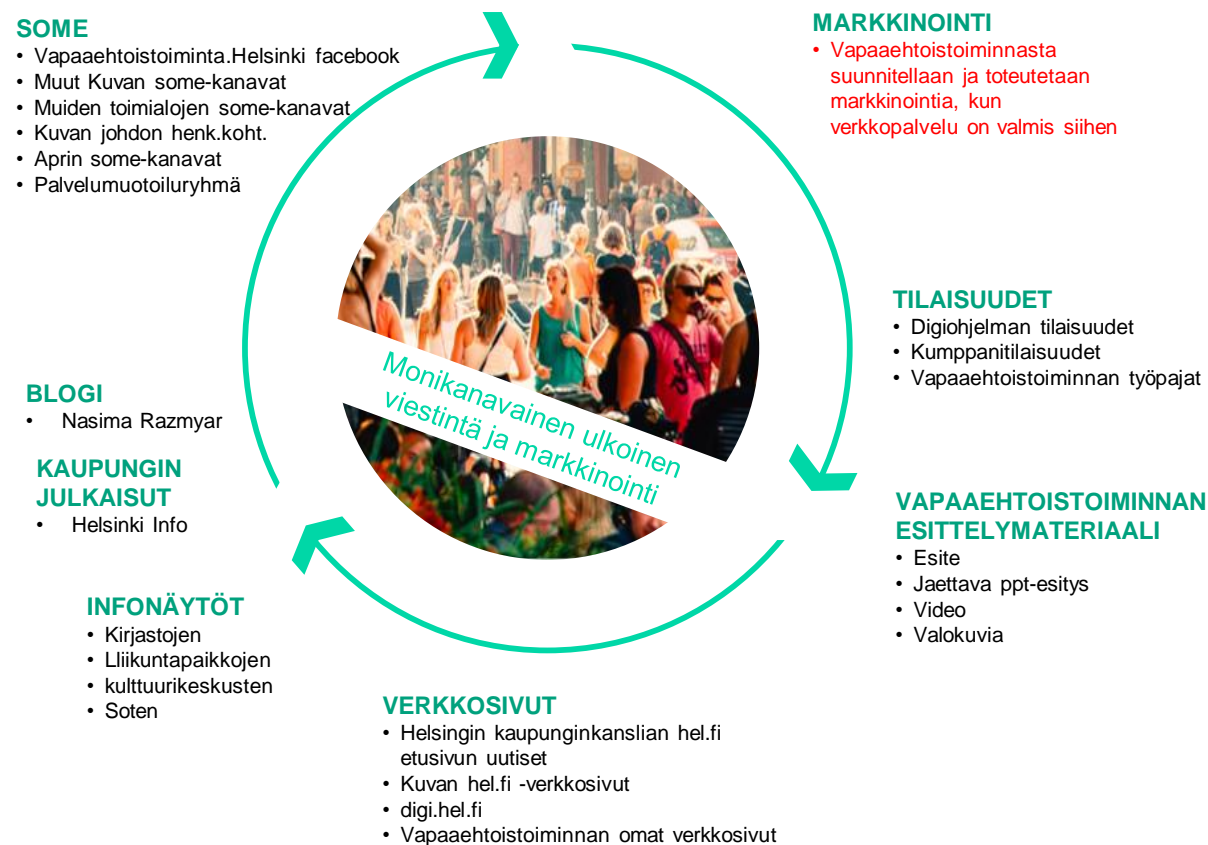 SOME
• Vapaaehtoistoiminta.Helsinki facebook
• Muut Kuvan some-kanavat
• Muiden toimialojen some-kanavat
• Kuvan johdon henk.koht.
• Aprin some-kanavat
• Palvelumuotoiluryhmä
MARKKINOINTI
• Vapaaehtoistoiminnasta
suunnitellaan ja toteutetaan
markkinointia, kun
verkkopalvelu on valmis siihen
TILAISUUDET
• Digiohjelman tilaisuudet
• Kumppanitilaisuudet
• Vapaaehtoistoiminnan työpajat
Monikanavainen ulkoinen
viestintä ja markkinointi
BLOGI
• Nasima Razmyar
KAUPUNGIN
JULKAISUT
• Helsinki Info
VAPAAEHTOISTOIMINNAN
ESITTELYMATERIAALI
• Esite
• Jaettava ppt-esitys
• Video
• Valokuvia
INFONÄYTÖT
• Kirjastojen
• Lliikuntapaikkojen
• kulttuurikeskusten
• Soten
VERKKOSIVUT
• Helsingin kaupunginkanslian hel.fi
etusivun uutiset
• Kuvan hel.fi -verkkosivut
• digi.hel.fi
• Vapaaehtoistoiminnan omat verkkosivut